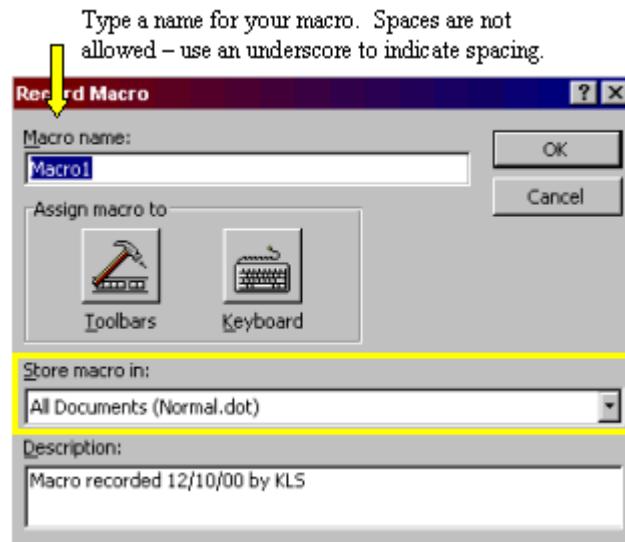 Type a name for your macro.  Spaces are not
allowed – use an underscore to indicate spacing.
Record Macro
Macro name:
OK
Macro1
Cancel
Assign macro to
Toolbars
Keyboard
Store macro in:
All Documents (Normal.dot)
Description:
Macro recorded 12/10/00 by KLS